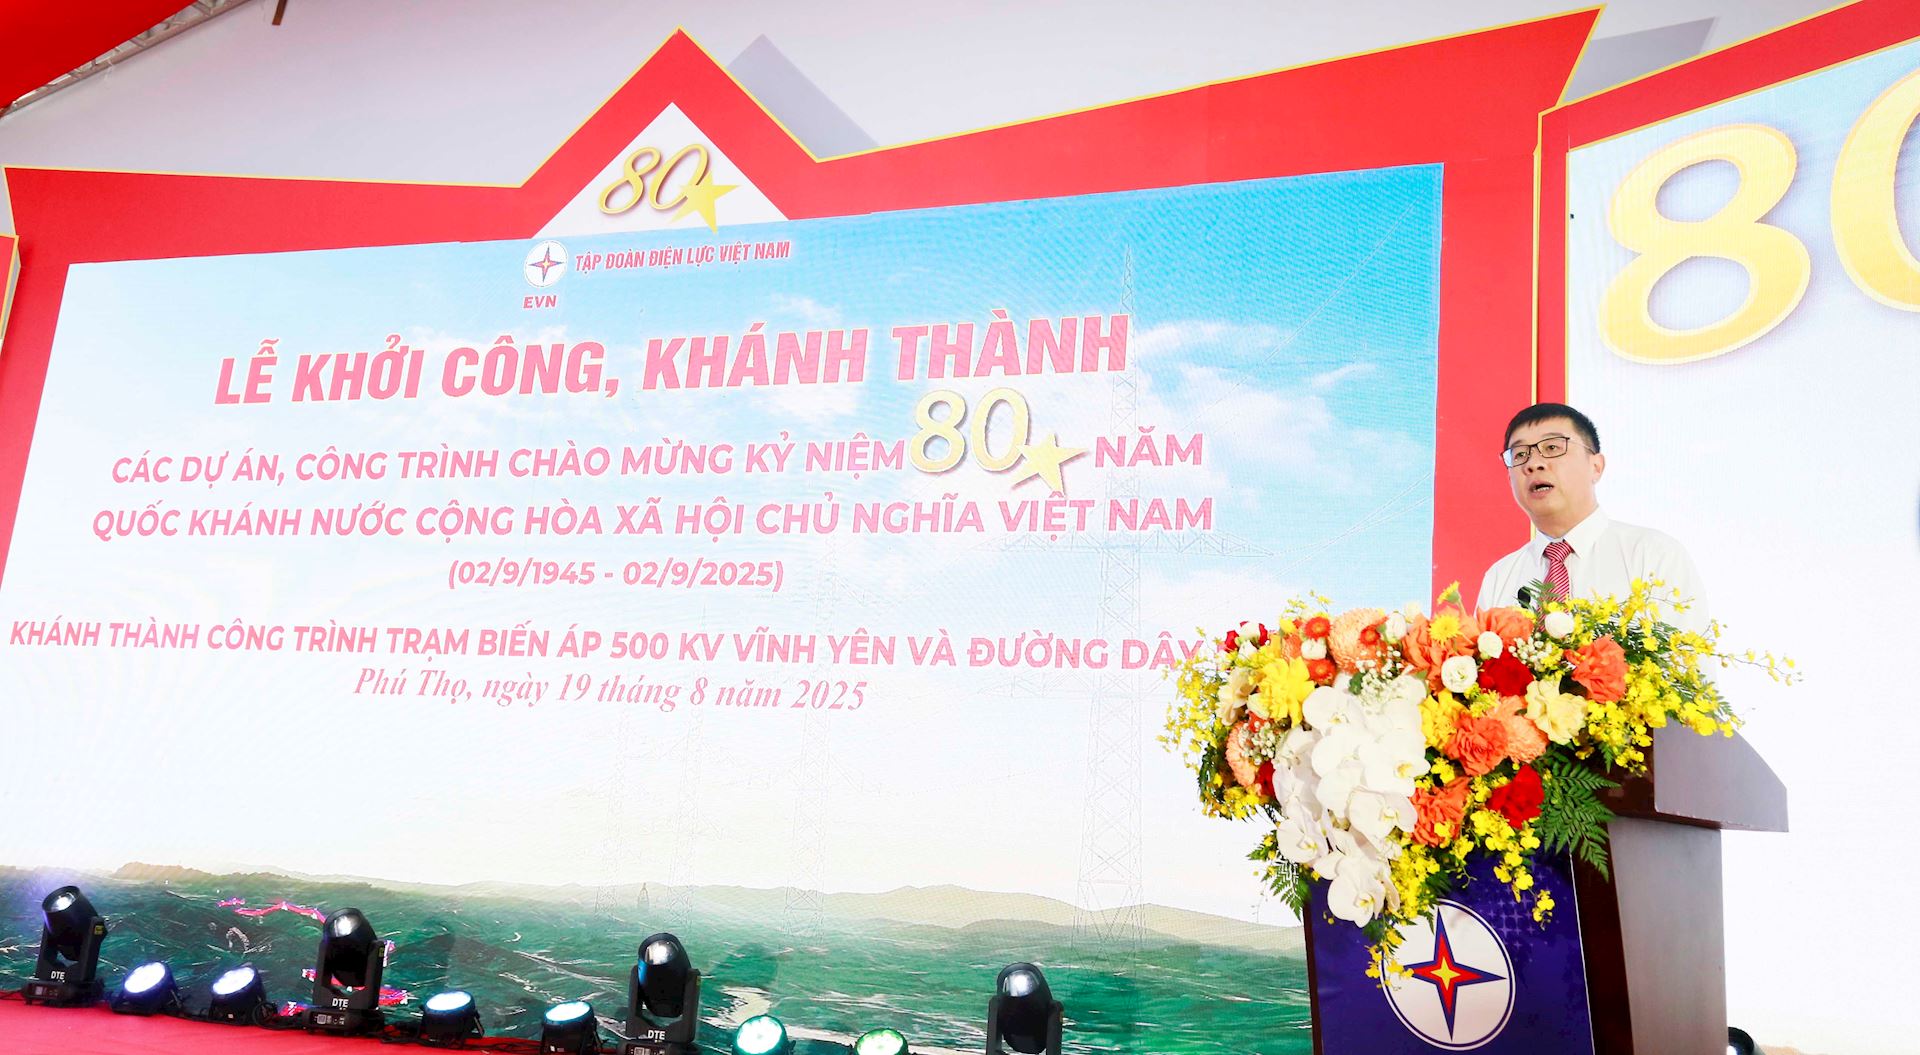 80
TẬP ĐOÀN ĐIỆN LỰC VIỆT NAM
EVN
LỄ KHỞI CÔNG, KHÁNH THÀNH
CÁC DỰ ÁN, CÔNG TRÌNH CHÀO MỪNG KỶ NIỆM 80 NĂM
QUỐC KHÁNH NƯỚC CỘNG HÒA XÃ HỘI CHỦ NGHĨA VIỆT NAM
(02/9/1945 - 02/9/2025)
KHÁNH THÀNH CÔNG TRÌNH TRẠM BIẾN ÁP 500 KV VĨNH YÊN VÀ ĐƯỜNG DÂY
Phú Thọ, ngày 19 tháng 8 năm 2025
80
DTE
DTE
DTE